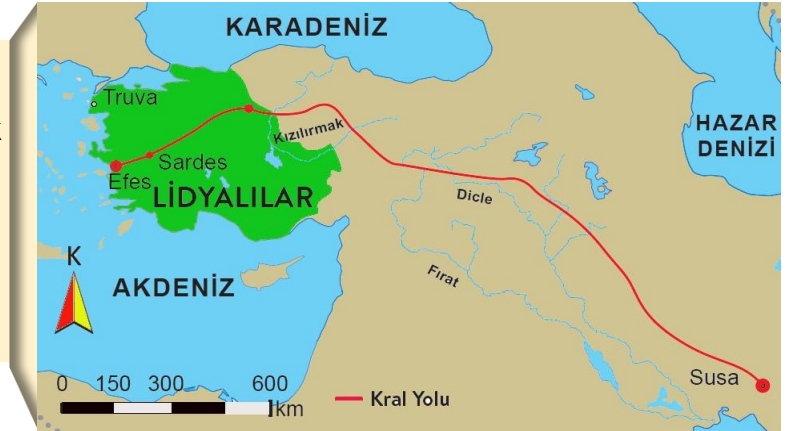 KARADENİZ
Truva
HAZAR
DENİZİ
Kızılırmak
Sardes
Efes
LİDYALILAR
Dicle
K
AKDENİZ
Fırat
0 150 300 600
km
Susa
Kral Yolu